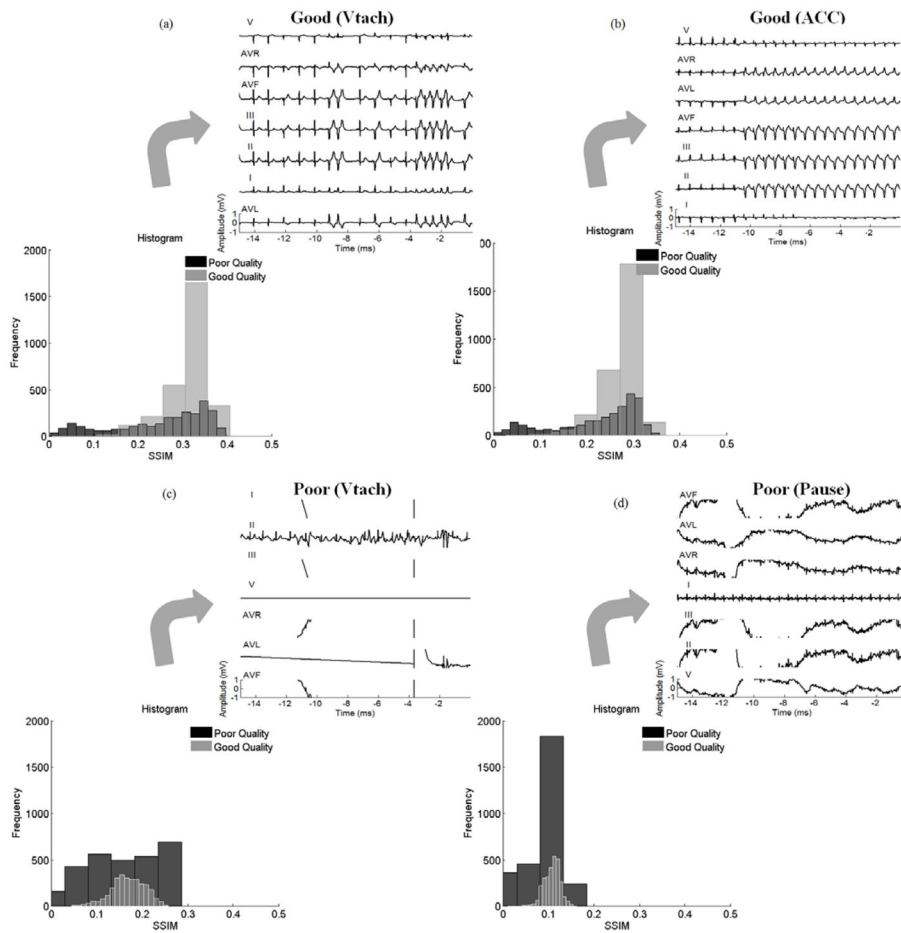 (a)
Good (Vtach)
V
AVR
AVF
III
II
I
AVL
Amplitude (mV)
1
0
-1
-14 -12 -10 -8 -6 -4 -2
Time (ms)
Histogram
Poor Quality
Good Quality
2000
1500
1000
500
0
Frequency
0 0.1 0.2 0.3 0.4 0.5
SSIM
(b)
Good (ACC)
V
AVR
AVL
AVF
III
II
I
Amplitude (mV)
1
0
-1
-14 -12 -10 -8 -6 -4 -2
Time (ms)
Histogram
Poor Quality
Good Quality
00
1500
1000
500
0
Frequency
0 0.1 0.2 0.3 0.4 0.5
SSIM
(c)
Poor (Vtach)
I
II
III
V
AVR
AVL
AVF
Amplitude (mV)
1
0
-1
-14 -12 -10 -8 -6 -4 -2
Time (ms)
Histogram
Poor Quality
Good Quality
2000
1500
1000
500
0
Frequency
0 0.1 0.2 0.3 0.4 0.5
SSIM
(d)
Poor (Pause)
AVF
AVL
AVR
I
III
II
V
Amplitude (mV)
1
0
-1
-14 -12 -10 -8 -6 -4 -2
Time (ms)
Histogram
Poor Quality
Good Quality
2000
1500
1000
500
0
Frequency
0 0.1 0.2 0.3 0.4 0.5
SSIM